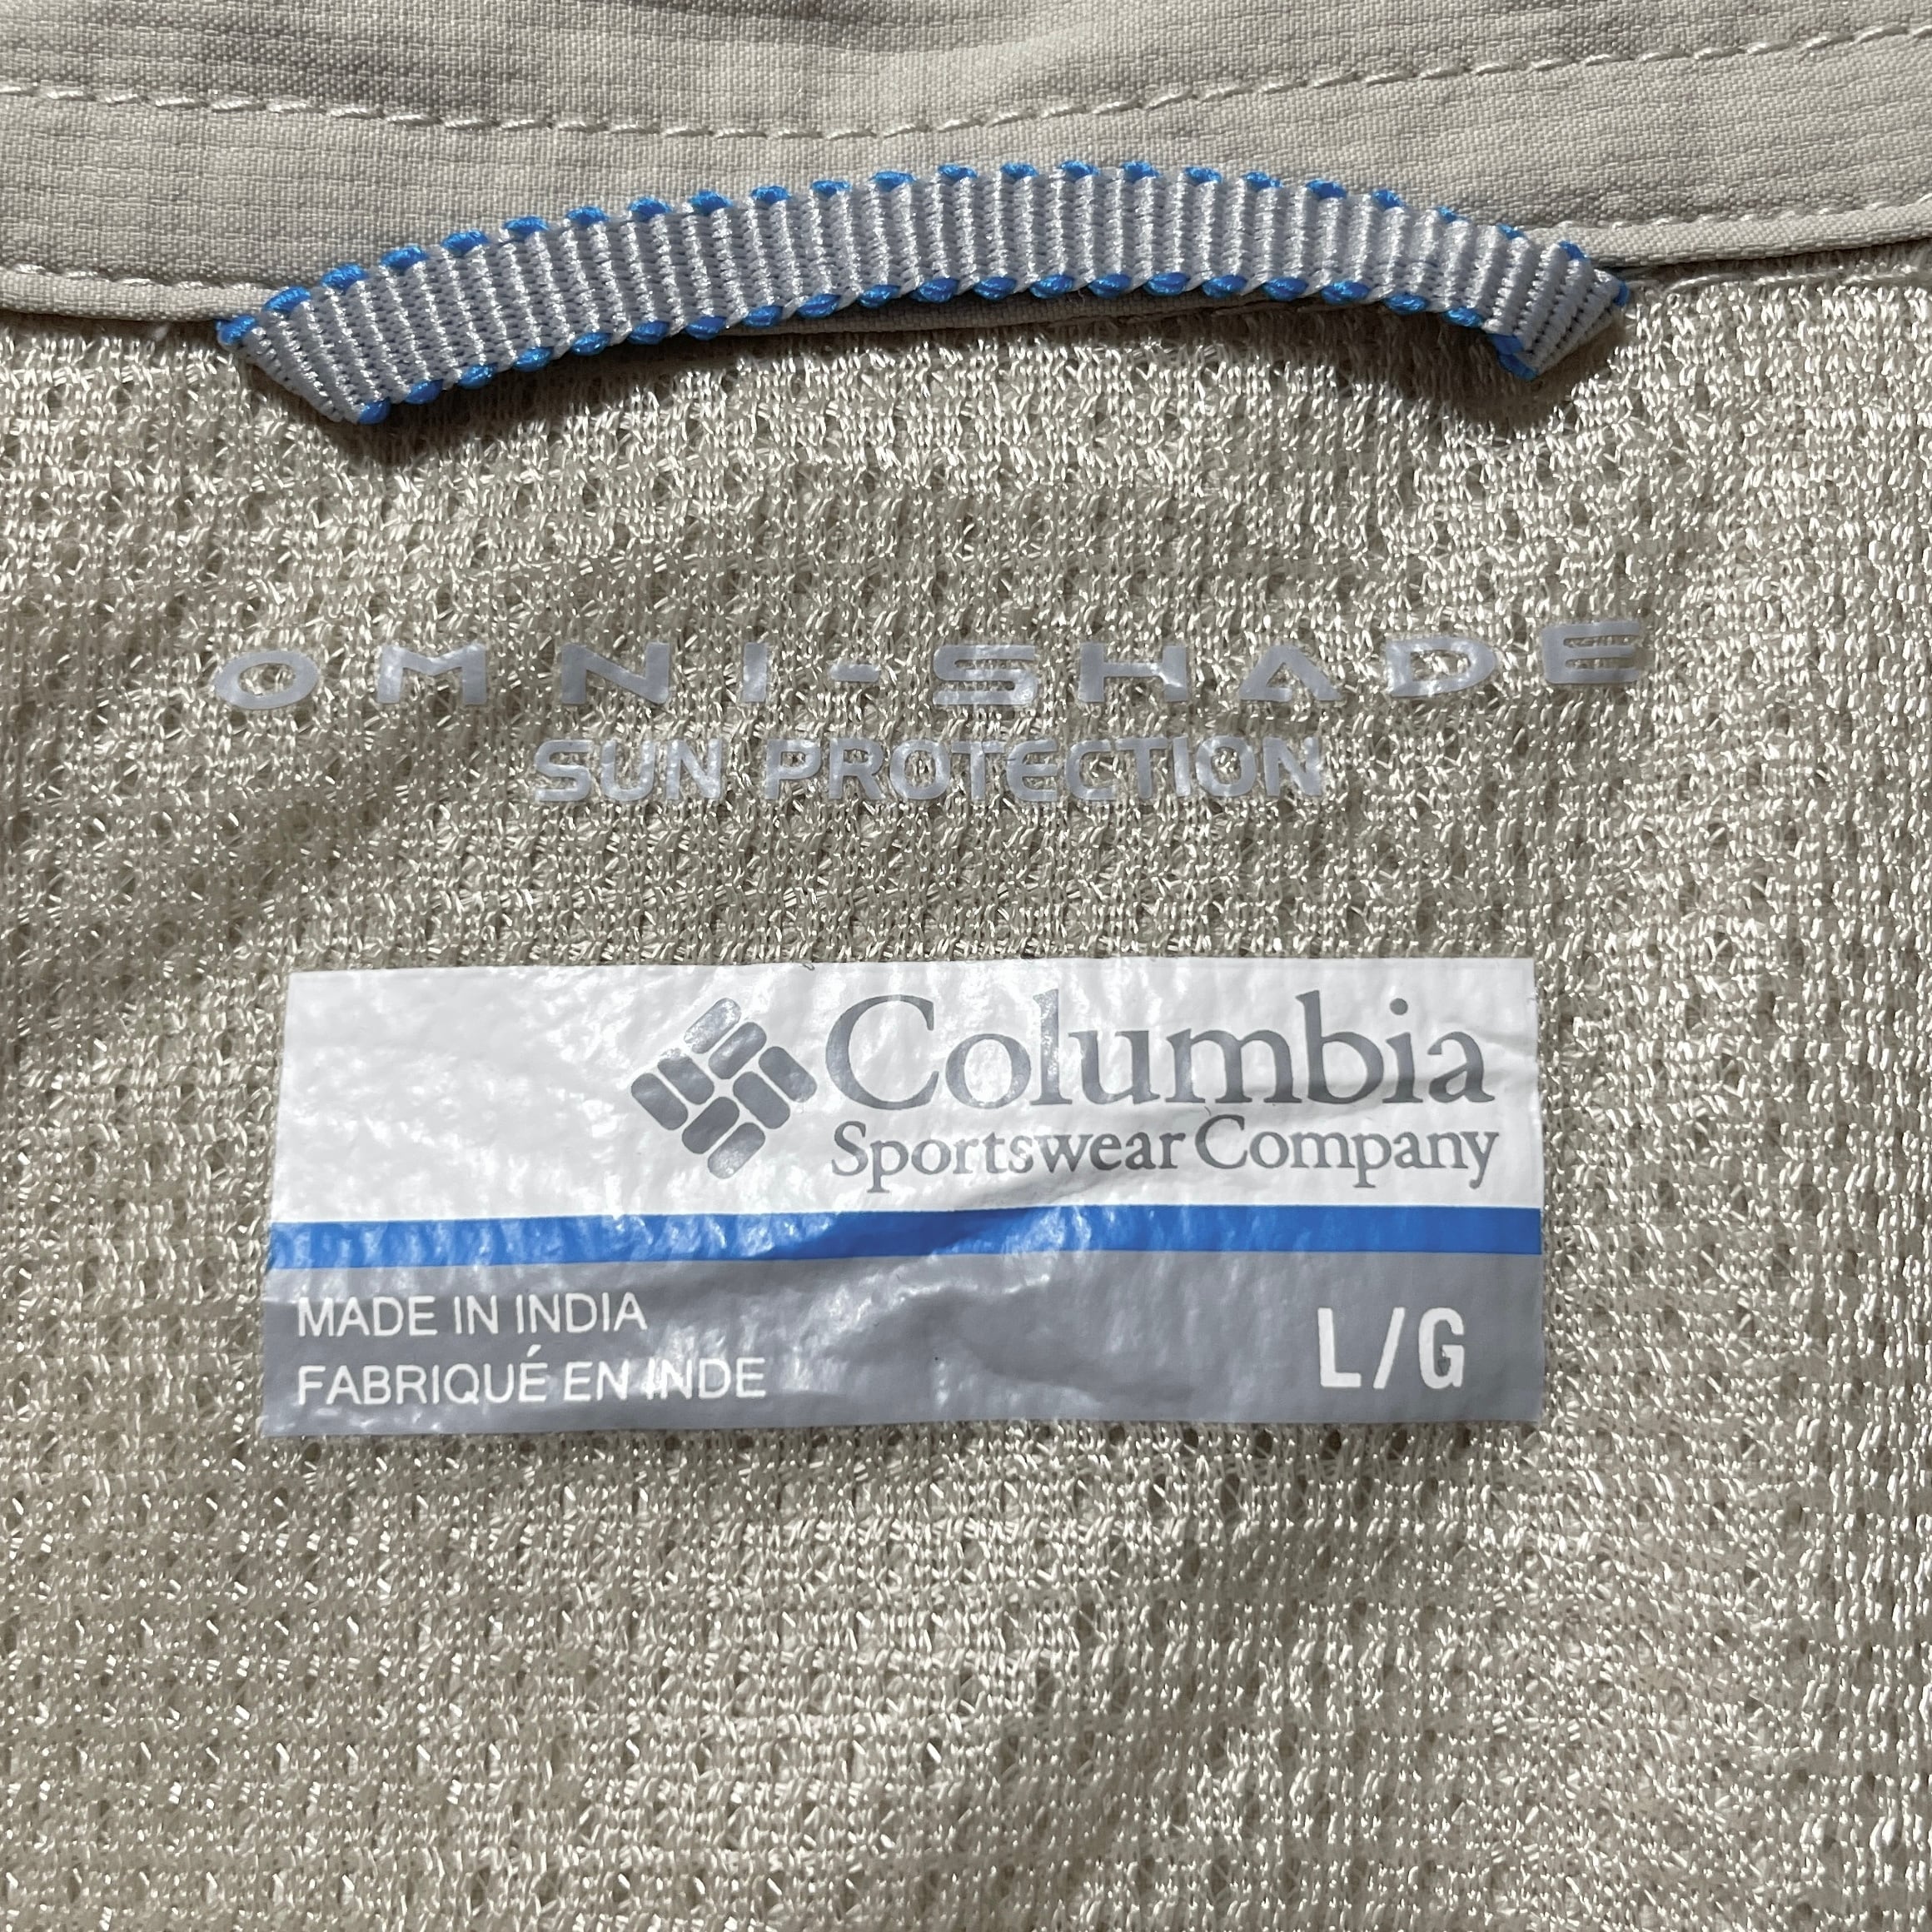 OMNI-SHADE
SUN PROTECTION
Columbia
Sportswear Company
MADE IN INDIA
FABRIQUÉ EN INDE
L/G